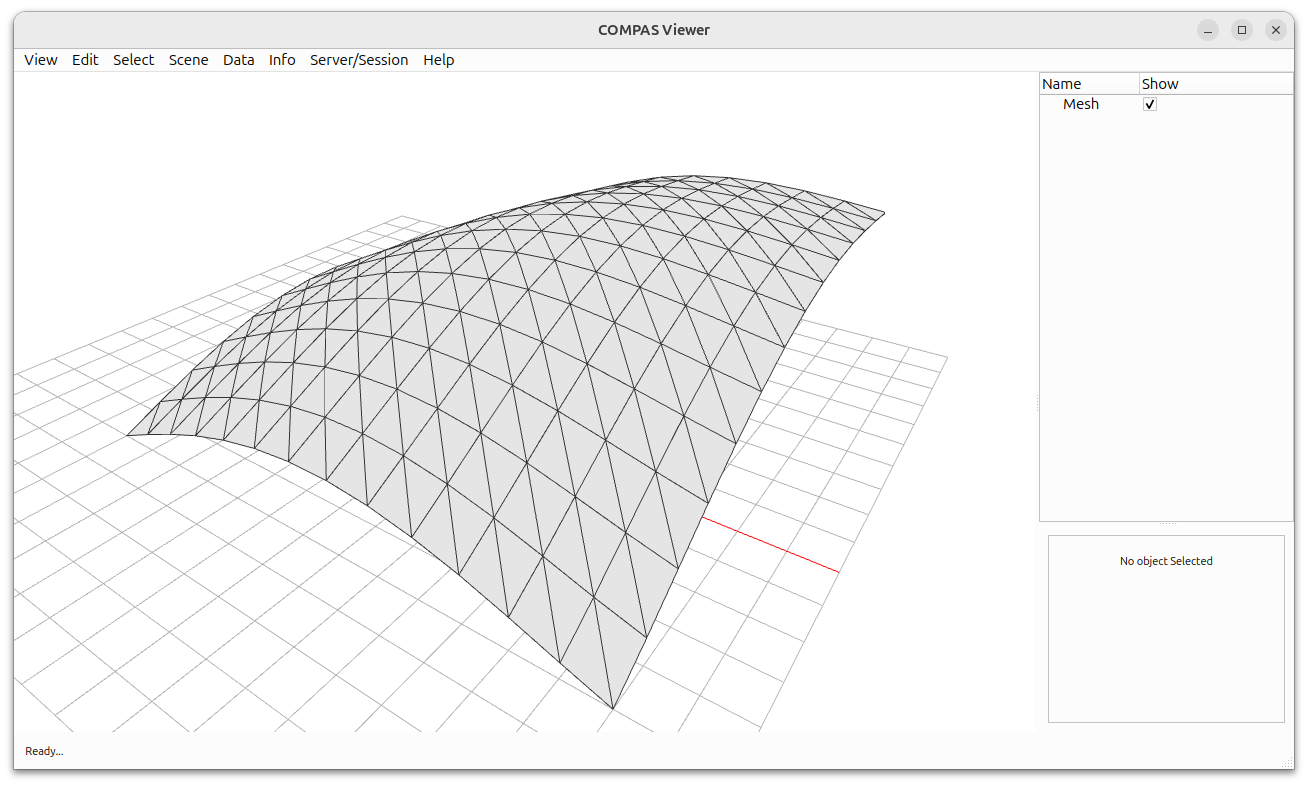 COMPAS Viewer
View Edit Select Scene Data Info Server/Session Help
Name Show
Mesh
No object Selected
Ready...